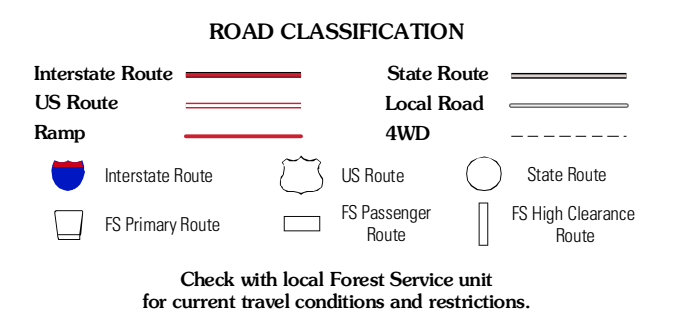 ROAD CLASSIFICATION
Interstate Route
State Route
US Route
Local Road
Ramp
4WD
Interstate Route
US Route
State Route
FS Primary Route
FS Passenger
Route
FS High Clearance
Route
Check with local Forest Service unit
for current travel conditions and restrictions.